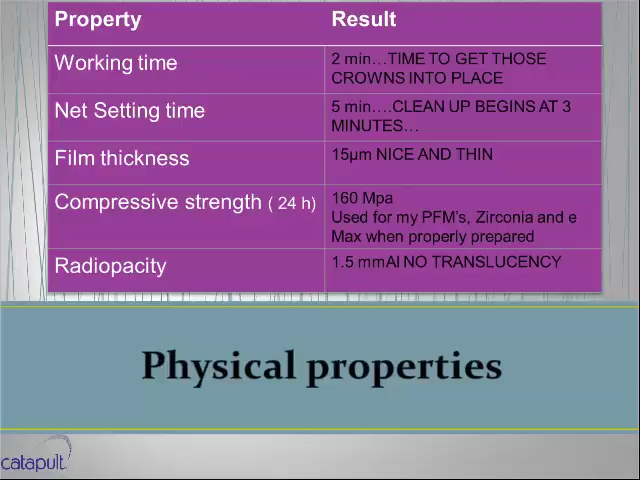 Property Result
Working time 2 min…TIME TO GET THOSE
CROWNS INTO PLACE
Net Setting time 5 min….CLEAN UP BEGINS AT 3
MINUTES…
Film thickness 15µm NICE AND THIN
Compressive strength ( 24 h) 160 Mpa
Used for my PFM's, Zirconia and e
Max when properly prepared
Radiopacity 1.5 mmAl NO TRANSLUCENCY
Physical properties
catapult